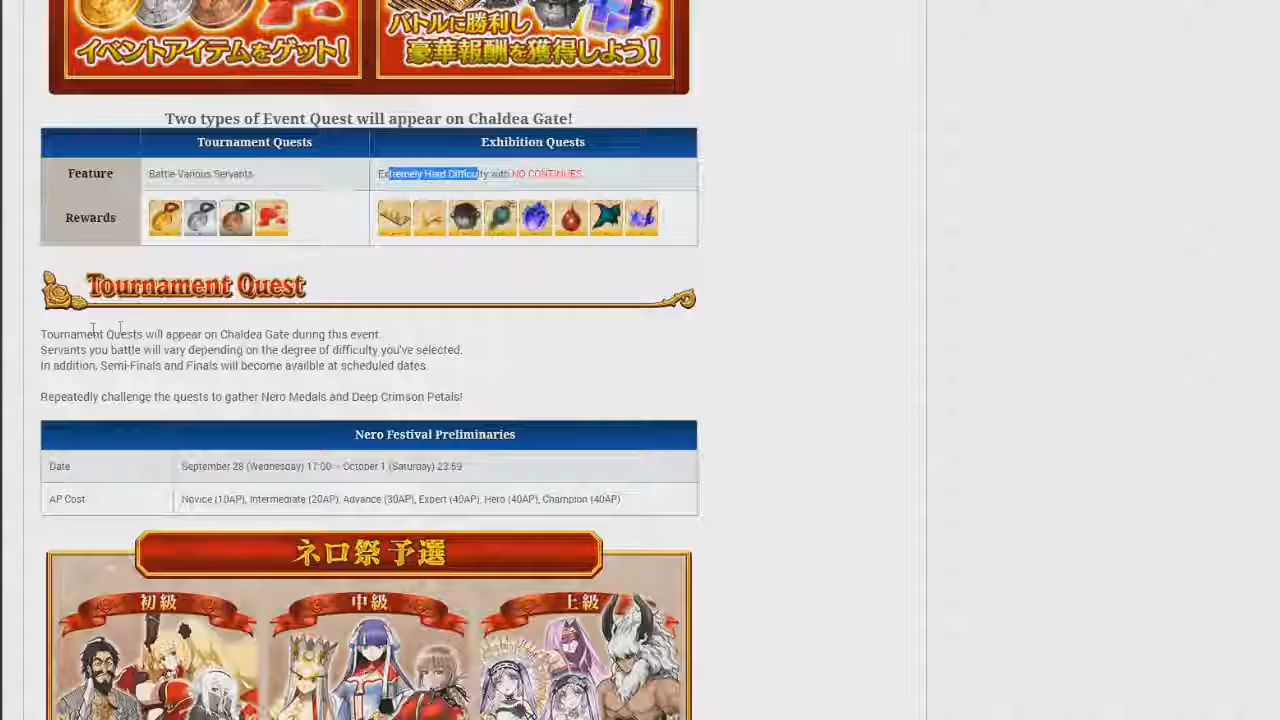 バトルに勝利し
イベントアイテムをゲット!
豪華報酬を獲得しよう!
Two types of Event Quest will appear on Chaldea Gate!
Tournament Quests Exhibition Quests
Feature Battle Various Servants Extremely Hard Difficulty with NO CONTINUES.
Rewards
Tournament Quest
Tournament Quests will appear on Chaldea Gate during this event.
Servants you battle will vary depending on the degree of difficulty you've selected.
In addition, Semi-Finals and Finals will become availble at scheduled dates.
Repeatedly challenge the quests to gather Nero Medals and Deep Crimson Petals!
Nero Festival Preliminaries
Date September 28 (Wednesday) 17:00 ~ October 1 (Saturday) 23:59
AP Cost Novice (10AP), Intermediate (20AP), Advance (30AP), Expert (40AP), Hero (40AP), Champion (40AP)
ネロ祭 予選
初級 中級 上級